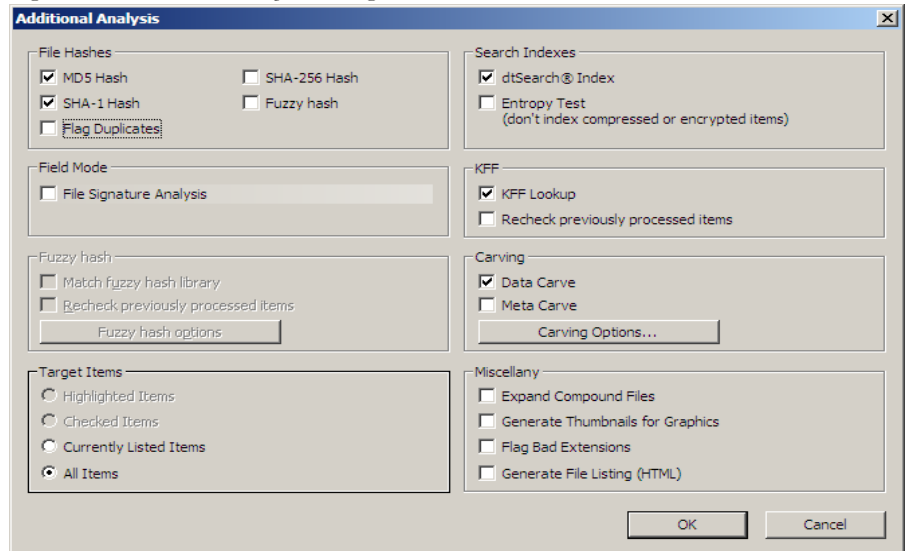 Additional Analysis
File Hashes
MD5 Hash
SHA-256 Hash
SHA-1 Hash
Fuzzy hash
Flag Duplicates
Search Indexes
dtSearch® Index
Entropy Test
(don't index compressed or encrypted items)
Field Mode
File Signature Analysis
KFF
KFF Lookup
Recheck previously processed items
Fuzzy hash
Match fuzzy hash library
Recheck previously processed items
Fuzzy hash options
Carving
Data Carve
Meta Carve
Carving Options...
Target Items
Highlighted Items
Checked Items
Currently Listed Items
All Items
Miscellany
Expand Compound Files
Generate Thumbnails for Graphics
Flag Bad Extensions
Generate File Listing (HTML)
OK
Cancel